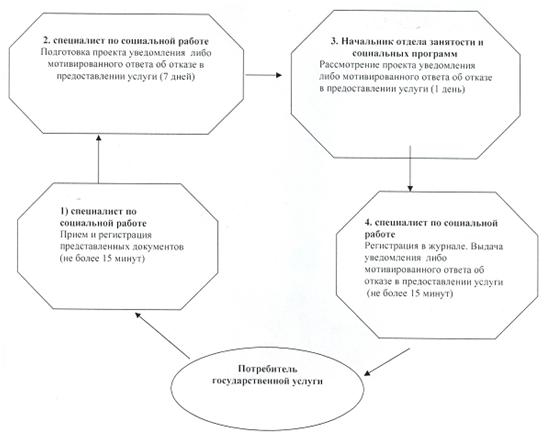 2. специалист по социальной работе
Подготовка проекта уведомления либо
мотивированного ответа об отказе в
предоставлении услуги (7 дней)
3. Начальник отдела занятости и
социальных программ
Рассмотрение проекта уведомления
либо мотивированного ответа об отказе
в предоставлении услуги (1 день)
1) специалист по
социальной работе
Прием и регистрация
представленных документов
(не более 15 минут)
4. специалист по социальной
работе
Регистрация в журнале. Выдача
уведомления либо
мотивированного ответа об
отказе в предоставлении услуги
(не более 15 минут)
Потребитель
государственной услуги